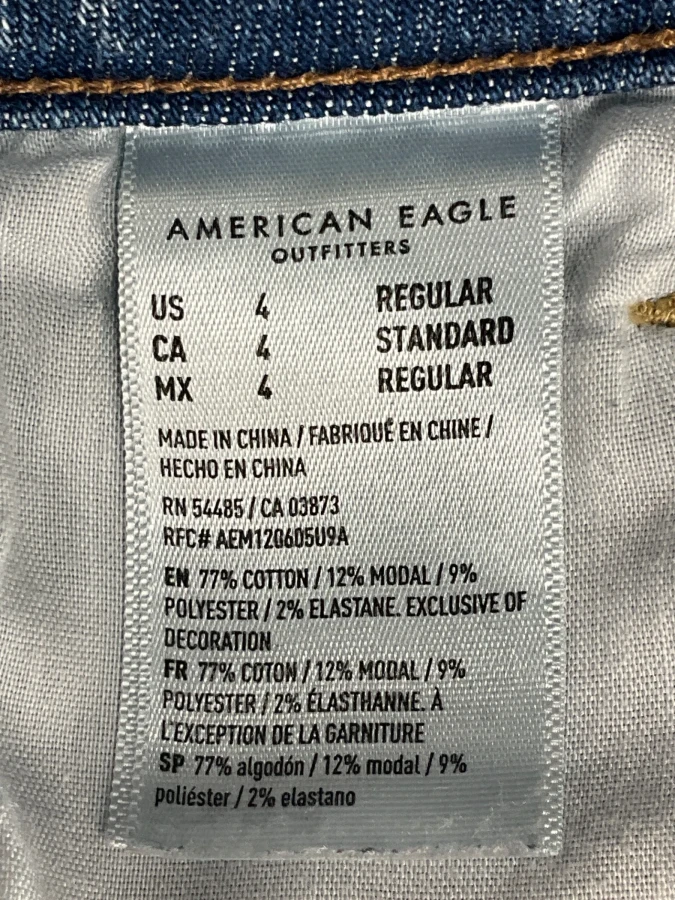 AMERICAN EAGLE
OUTFITTERS
US 4 REGULAR
CA 4 STANDARD
MX 4 REGULAR
MADE IN CHINA / FABRIQUÉ EN CHINE /
HECHO EN CHINA
RN 54485 / CA 03873
RFC# AEM120605U9A
EN 77% COTTON / 12% MODAL / 9%
POLYESTER / 2% ELASTANE. EXCLUSIVE OF
DECORATION
FR 77% COTON / 12% MODAL / 9%
POLYESTER / 2% ÉLASTHANNE. À
L'EXCEPTION DE LA GARNITURE
SP 77% algodón / 12% modal / 9%
poliéster / 2% elastano